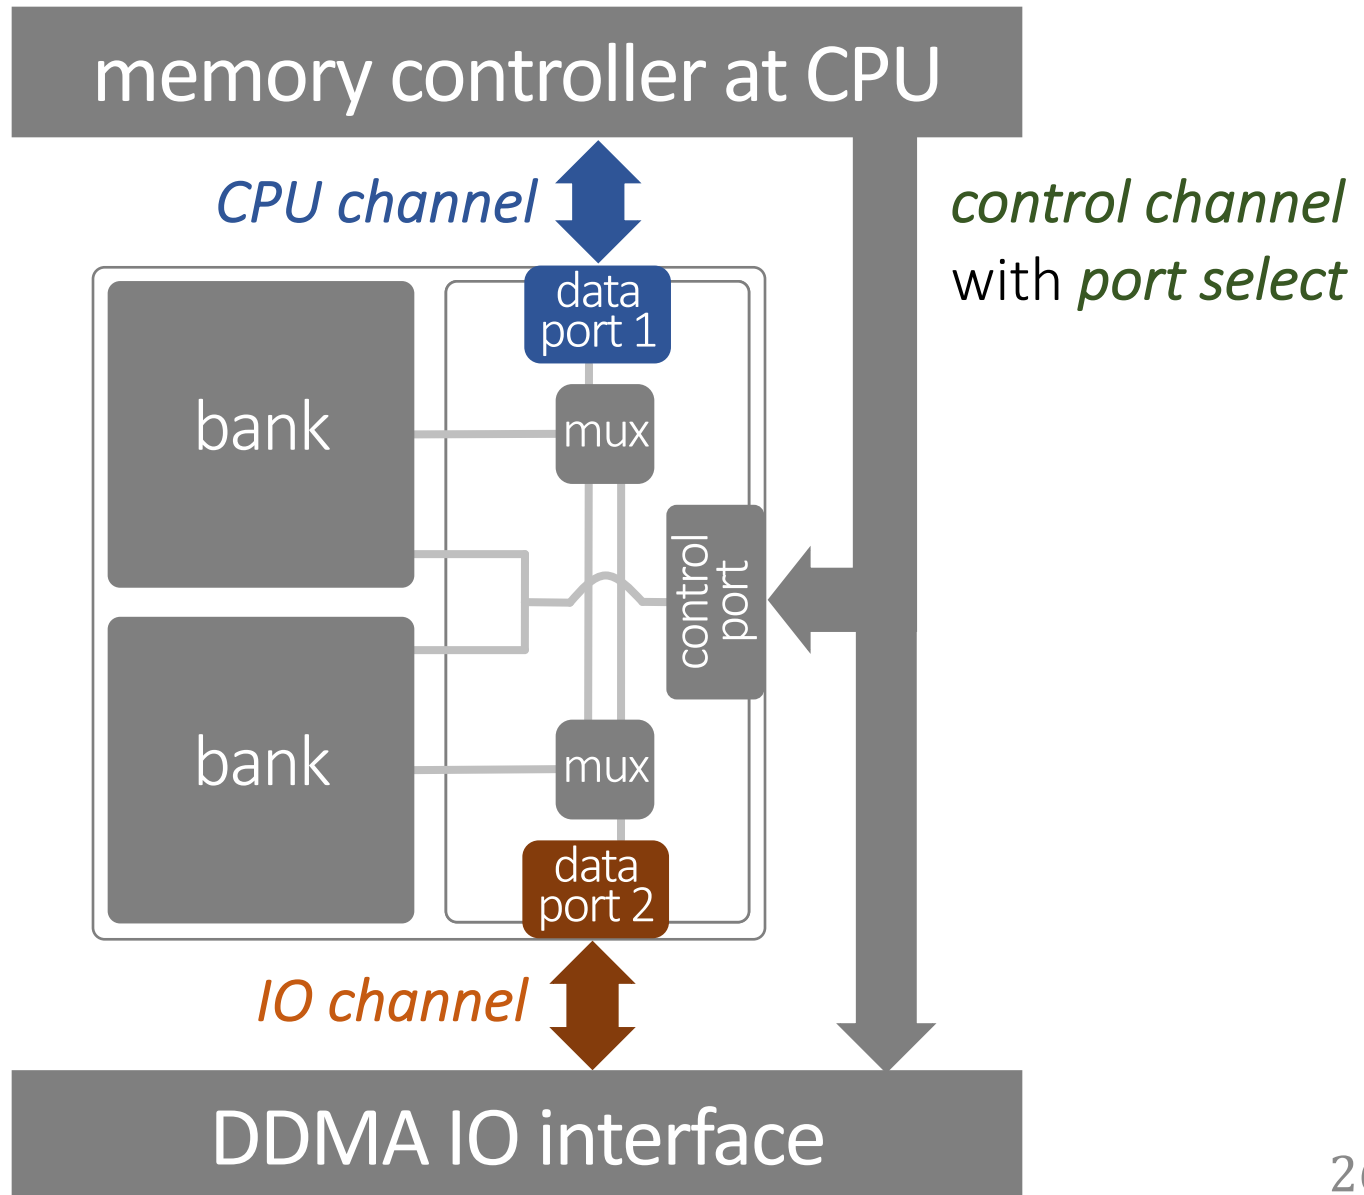 memory controller at CPU
CPU channel
control channel
with port select
data
port 1
bank
mux
control
port
bank
mux
data
port 2
IO channel
DDMA IO interface